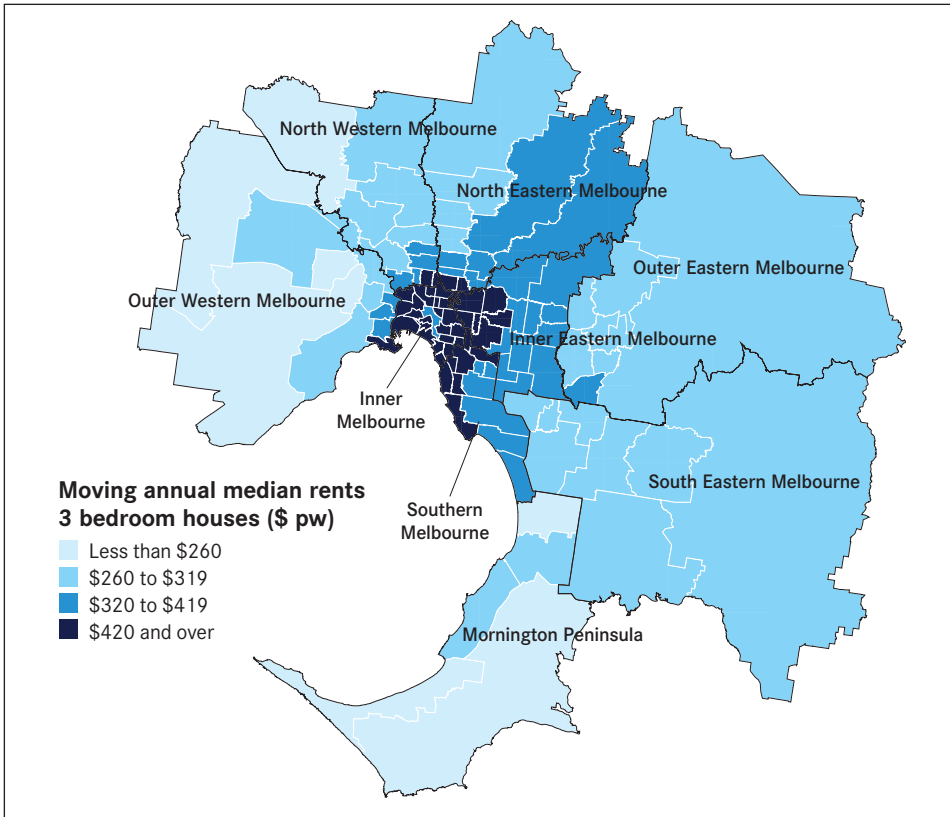 North Western Melbourne
North Eastern Melbourne
Outer Eastern Melbourne
Outer Western Melbourne
Inner Eastern Melbourne
Inner
Melbourne
South Eastern Melbourne
Southern
Melbourne
Moving annual median rents
3 bedroom houses ($ pw)
Less than $260
$260 to $319
$320 to $419
$420 and over
Mornington Peninsula